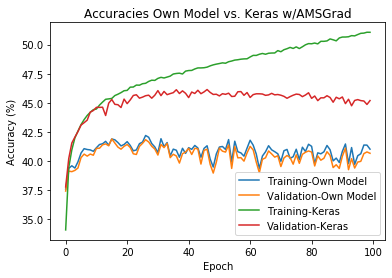 Accuracies Own Model vs. Keras w/AMSGrad
Accuracy (%)
50.0
47.5
45.0
42.5
40.0
37.5
35.0
Training-Own Model
Validation-Own Model
Training-Keras
Validation-Keras
0
20
40
60
80
100
Epoch